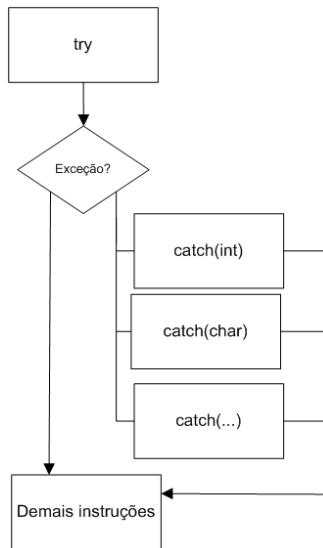 try
Exceção?
catch(int)
catch(char)
catch(...)
Demais instruções